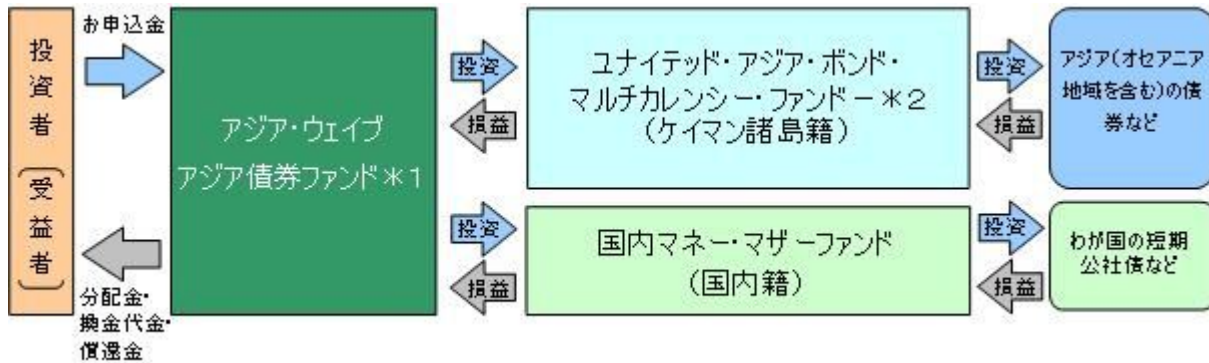 投資者(受益者)
お申込金
分配金・
換金代金・
償還金
アジア・ウェイブ
アジア債券ファンド*1
投資
損益
投資
損益
ユナイテッド・アジア・ボンド・
マルチカレンシー・ファンドー*2
(ケイマン諸島籍)
国内マネー・マザーファンド
(国内籍)
投資
損益
投資
損益
アジア(オセアニア
地域を含む)の債
券など
わが国の短期
公社債など